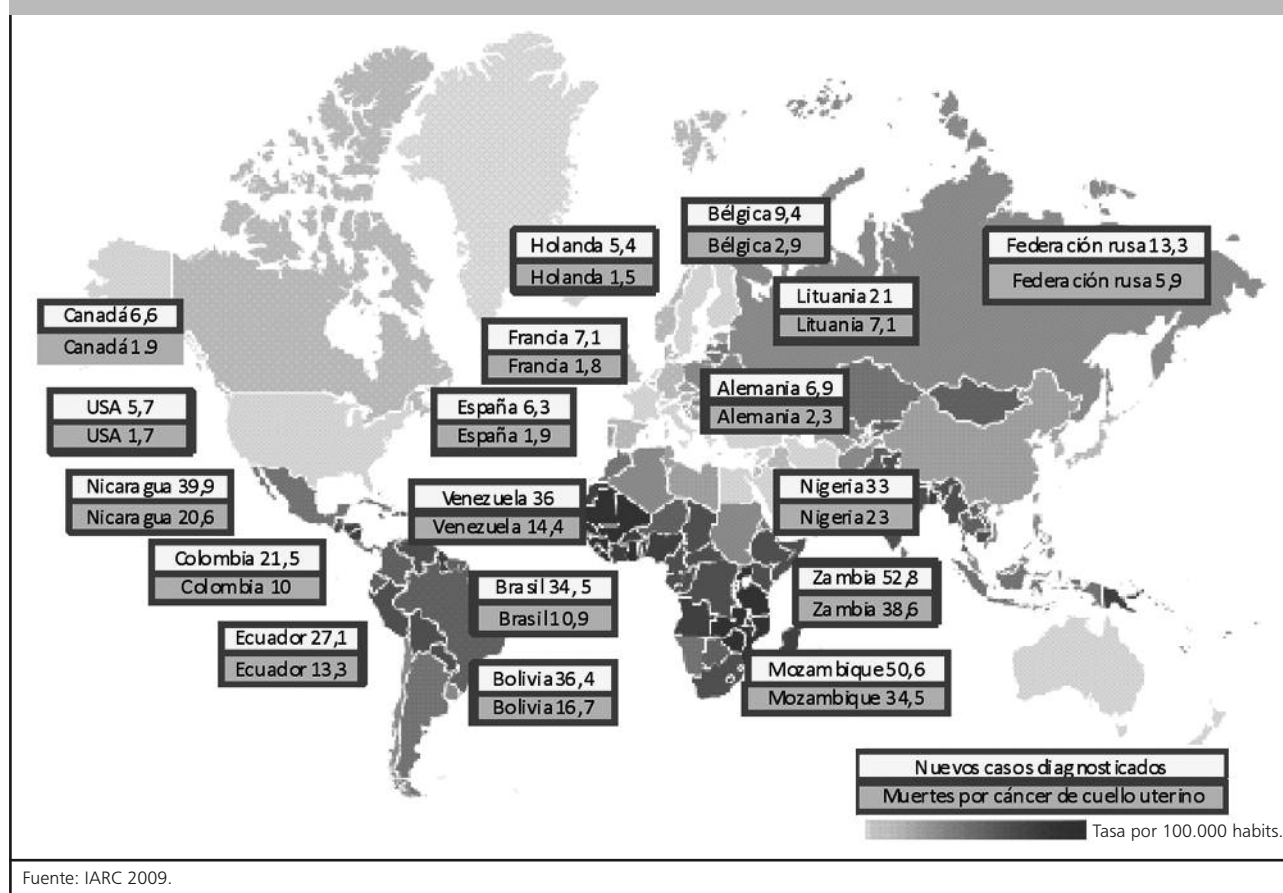 Bélgica 9,4
Bélgica 2,9
Holanda 5,4
Holanda 1,5
Federación rusa 13,3
Federación rusa 5,9
Lituania 21
Lituania 7,1
Canadá 6,6
Canadá 1.9
Francia 7,1
Francia 1,8
Alemania 6,9
Alemania 2,3
USA 5,7
USA 1,7
España 6,3
España 1,9
Nicaragua 39,9
Nicaragua 20,6
Venezuela 36
Venezuela 14,4
Nigeria 33
Nigeria 23
Colombia 21,5
Colombia 10
Brasil 34, 5
Brasil 10,9
Zambia 52,8
Zambia 38,6
Ecuador 27,1
Ecuador 13,3
Bolivia 36,4
Bolivia 16,7
Mozambique 50,6
Mozambique 34,5
Nuevos casos diagnosticados
Muertes por cáncer de cuello uterino
Tasa por 100.000 habits.
Fuente: IARC 2009.